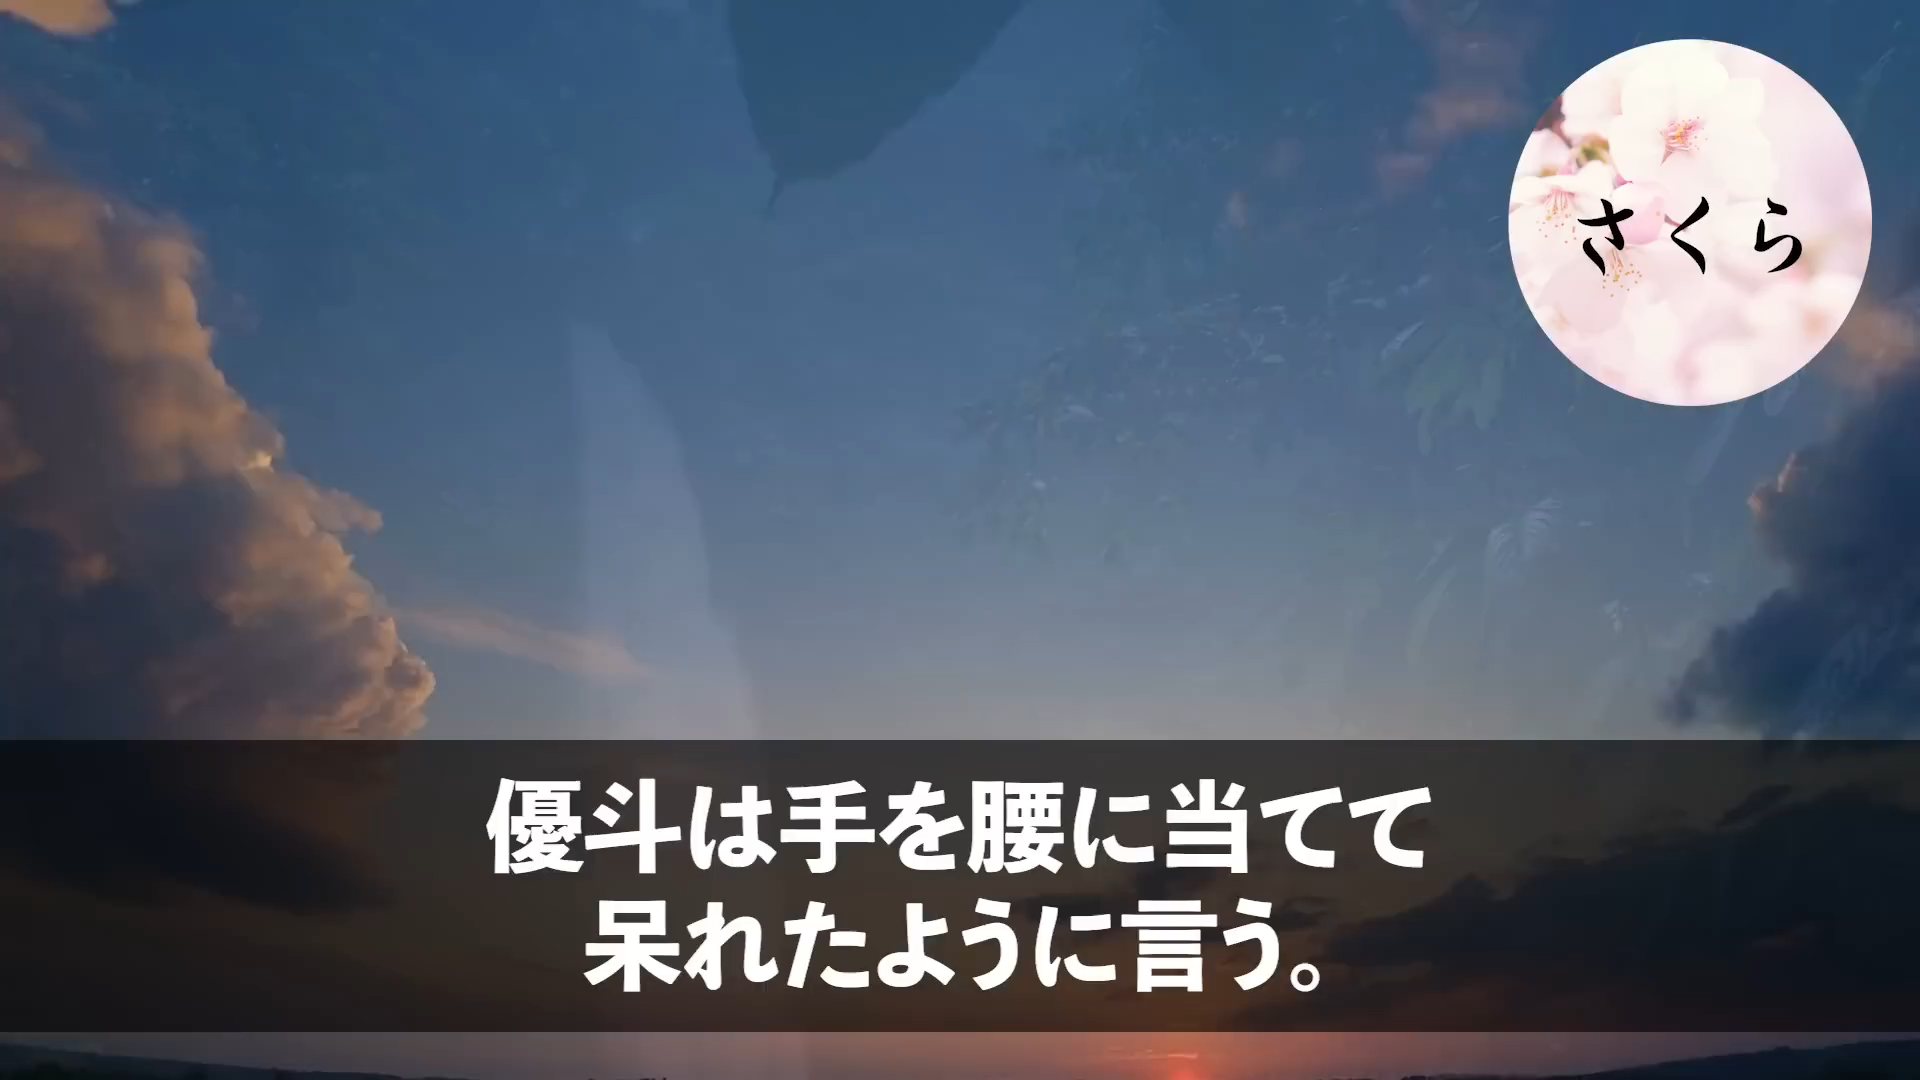 さくら
優斗は手を腰に当てて
呆れたように言う。